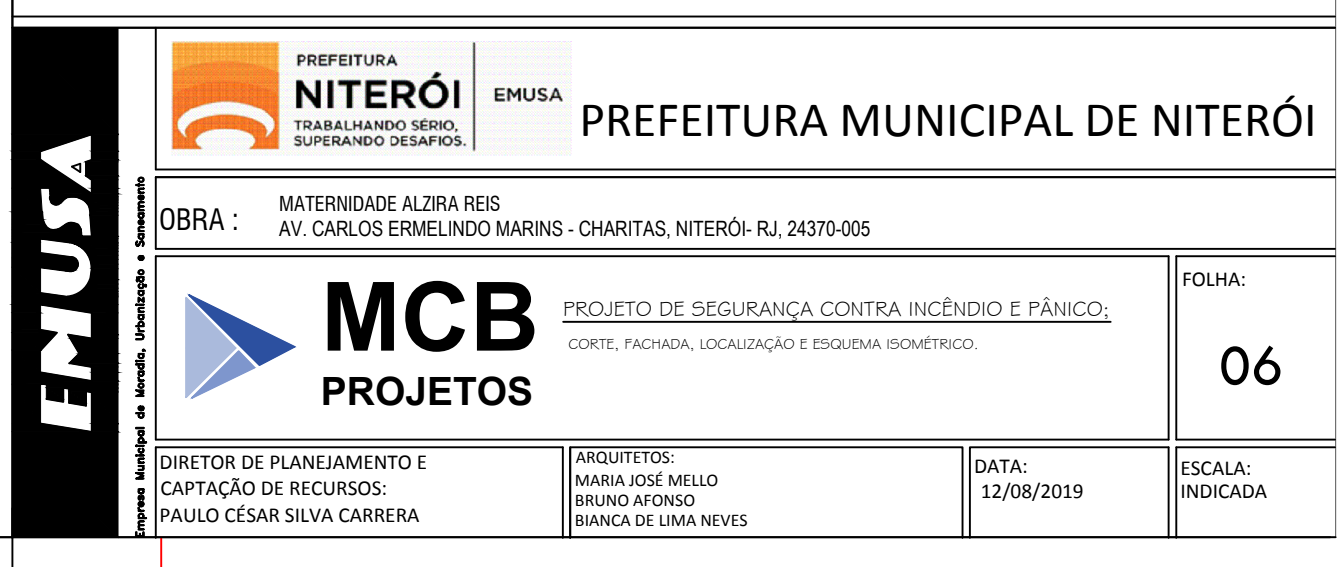 EMUSA
Empresa Municipal de Moradia, Urbanização e Saneamento
PREFEITURA
NITERÓI
TRABALHANDO SÉRIO,
SUPERANDO DESAFIOS.
EMUSA
PREFEITURA MUNICIPAL DE NITERÓI
OBRA :
MATERNIDADE ALZIRA REIS
AV. CARLOS ERMELINDO MARINS - CHARITAS, NITERÓI- RJ, 24370-005
MCB
PROJETOS
PROJETO DE SEGURANÇA CONTRA INCÊNDIO E PÂNICO;
CORTE, FACHADA, LOCALIZAÇÃO E ESQUEMA ISOMÉTRICO.
FOLHA:
06
DIRETOR DE PLANEJAMENTO E
CAPTAÇÃO DE RECURSOS:
PAULO CÉSAR SILVA CARRERA
ARQUITETOS:
MARIA JOSÉ MELLO
BRUNO AFONSO
BIANCA DE LIMA NEVES
DATA:
12/08/2019
ESCALA:
INDICADA